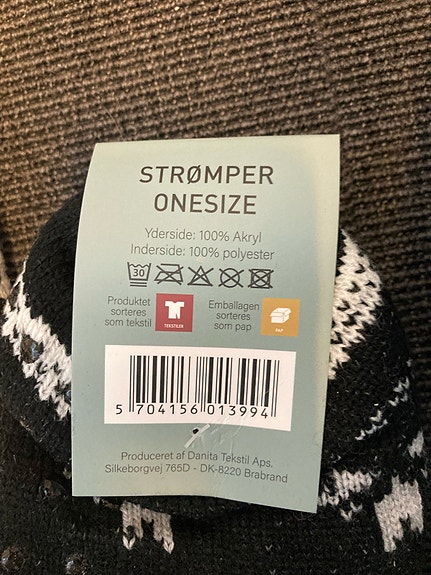 STRØMPER
ONESIZE
Yderside: 100% Akryl
Inderside: 100% polyester
30
Produktet
sorteres
som tekstil
TEKSTILER
Emballagen
sorteres
som pap
PAP
5 704156 013994
Produceret af Danita Tekstil Aps.
Silkeborgvej 765D - DK-8220 Brabrand